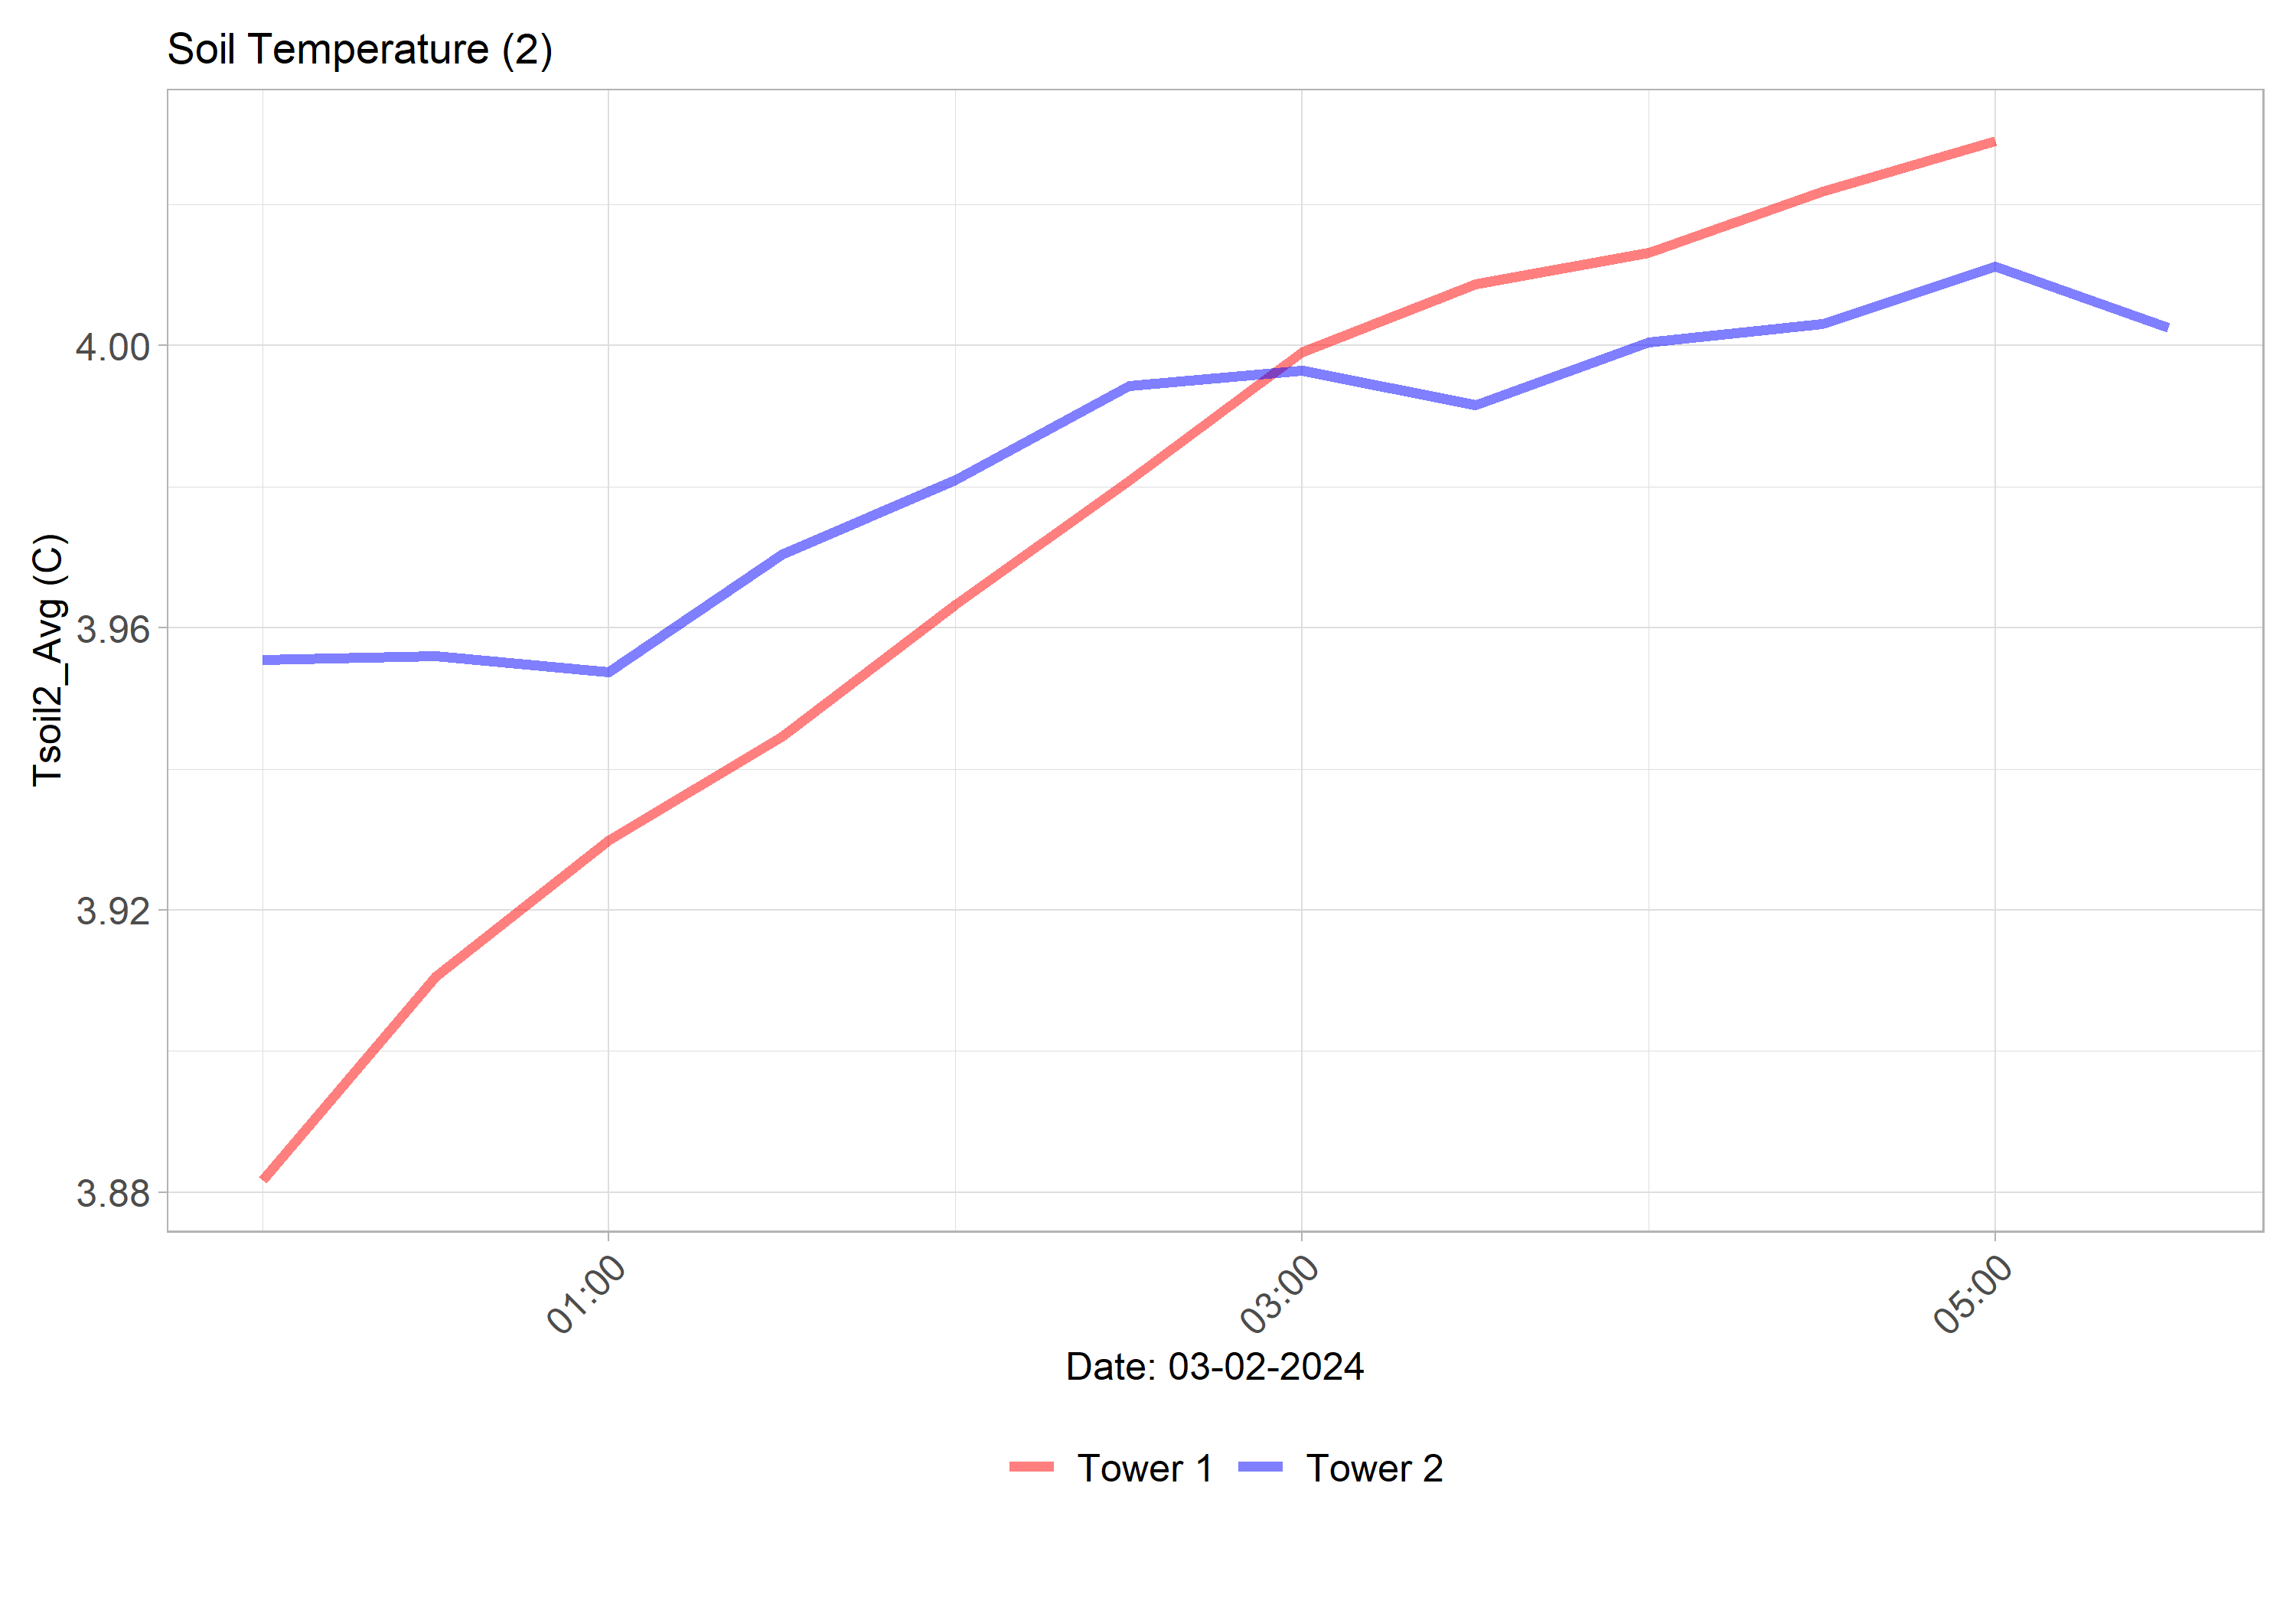 Soil Temperature (2)
Tsoil2_Avg (C)
4.00
3.96
3.92
3.88
01:00
03:00
05:00
Date: 03-02-2024
Tower 1
Tower 2